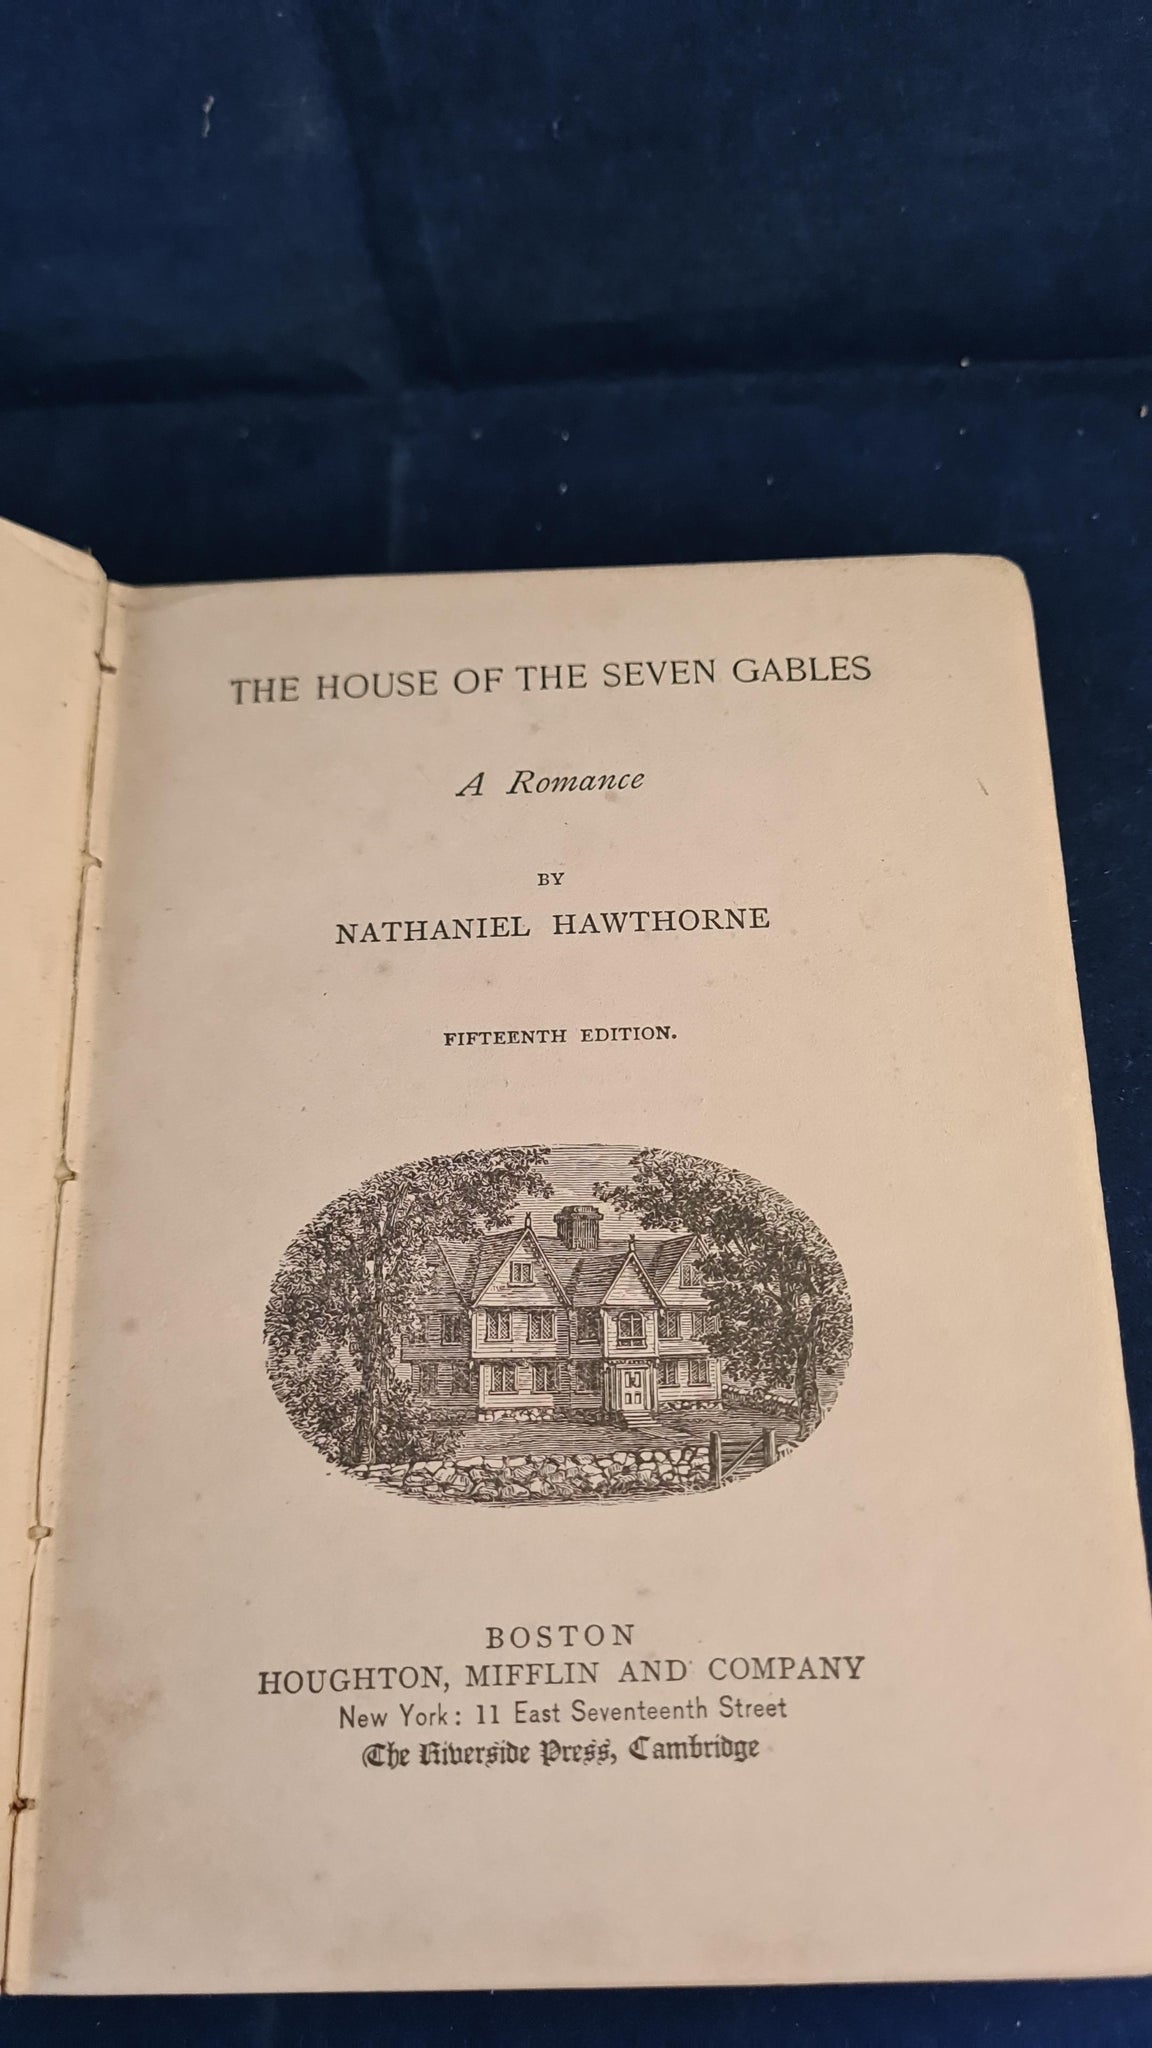 THE HOUSE OF THE SEVEN GABLES
A Romance
BY
NATHANIEL HAWTHORNE
FIFTEENTH EDITION.
BOSTON
HOUGHTON, MIFFLIN AND COMPANY
New York: 11 East Seventeenth Street
The Riverside Press, Cambridge